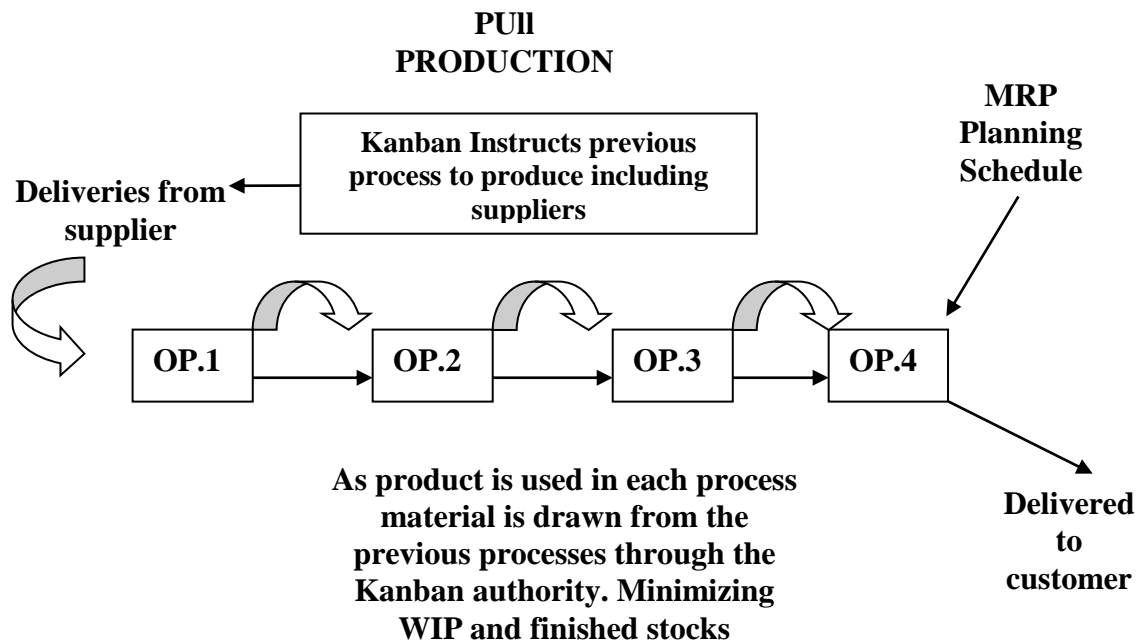 PUll
PRODUCTION
MRP
Planning
Schedule
Kanban Instructs previous
process to produce including
suppliers
Deliveries from
supplier
OP.1
OP.2
OP.3
OP.4
As product is used in each process
material is drawn from the
previous processes through the
Kanban authority. Minimizing
WIP and finished stocks
Delivered
to
customer